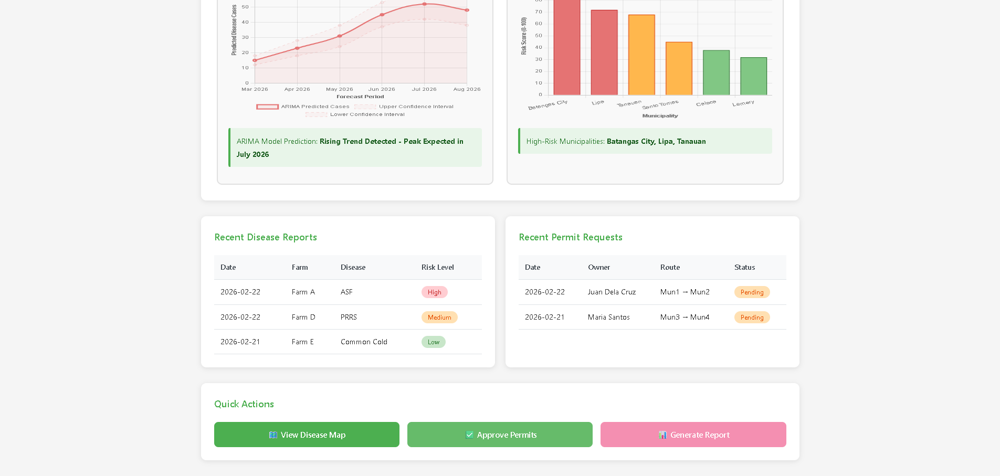 Predicted Disease Cases
50
40
30
20
10
0
Mar 2026 Apr 2026 May 2026 Jun 2026 Jul 2026 Aug 2026
Forecast Period
ARIMA Predicted Cases Upper Confidence Interval
Lower Confidence Interval
ARIMA Model Prediction: Rising Trend Detected - Peak Expected in
July 2026
Risk Score (0-100)
80
70
60
50
40
30
20
10
0
Batangas City Lipa Tanauan Santo Tomas Calaca Lemery
Municipality
High-Risk Municipalities: Batangas City, Lipa, Tanauan
Recent Disease Reports
Date Farm Disease Risk Level
2026-02-22 Farm A ASF High
2026-02-22 Farm D PRRS Medium
2026-02-21 Farm E Common Cold Low
Recent Permit Requests
Date Owner Route Status
2026-02-22 Juan Dela Cruz Mun1 → Mun2 Pending
2026-02-21 Maria Santos Mun3 → Mun4 Pending
Quick Actions
View Disease Map
Approve Permits
Generate Report